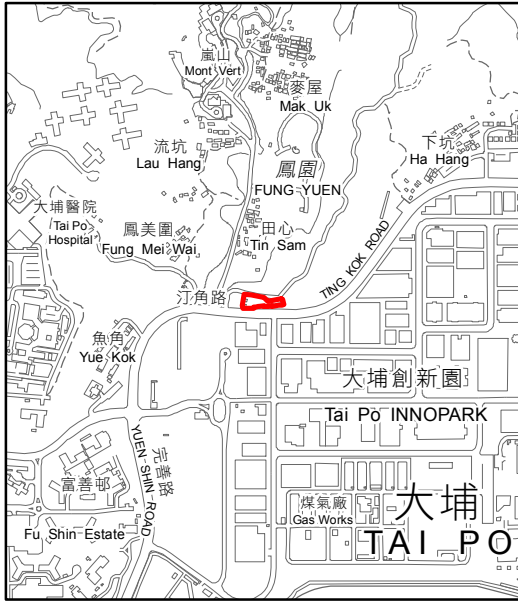 嵐山
Mont Vert
麥屋
Mak Uk
流坑
Lau Hang
下坑
Ha Hang
鳳園
FUNG YUEN
大埔醫院
Tai Po
Hospital
鳳美圍
Fung Mei Wai
田心
Tin Sam
汀角路
TING KOK ROAD
魚角
Yue Kok
大埔創新園
Tai Po INNOPARK
完善路
YUEN SHIN ROAD
富善邨
Fu Shin Estate
煤氣廠
Gas Works
大埔
TAI PO